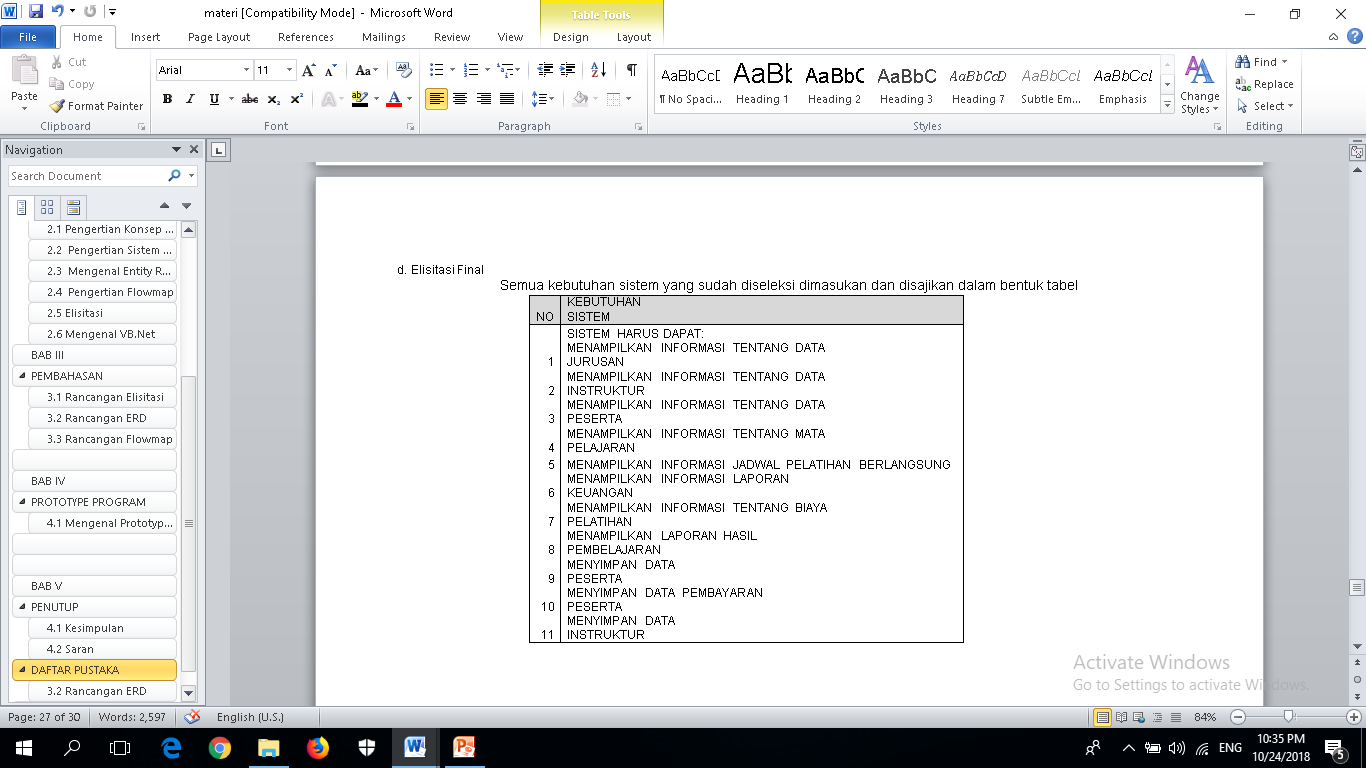 materi [Compatibility Mode] - Microsoft Word
Table Tools
File
Home
Insert
Page Layout
References
Mailings
Review
View
Design
Layout
Paste
Cut
Copy
Format Painter
Clipboard
Arial
11
Font
Paragraph
AaBbCcI
¶ No Spaci...
AaBb
Heading 1
AaBbC
Heading 2
AaBbC
Heading 3
AaBbCcD
Heading 7
AaBbCcl
Subtle Em...
AaBbCcl
Emphasis
Change
Styles
Styles
Find
Replace
Select
Editing
Navigation
Search Document
2.1 Pengertian Konsep ...
2.2 Pengertian Sistem ...
2.3 Mengenal Entity R...
2.4 Pengertian Flowmap
2.5 Elisitasi
2.6 Mengenal VB.Net
BAB III
PEMBAHASAN
3.1 Rancangan Elisitasi
3.2 Rancangan ERD
3.3 Rancangan Flowmap
BAB IV
PROTOTYPE PROGRAM
4.1 Mengenal Prototyp...
BAB V
PENUTUP
4.1 Kesimpulan
4.2 Saran
DAFTAR PUSTAKA
3.2 Rancangan ERD
d. Elisitasi Final
Semua kebutuhan sistem yang sudah diseleksi dimasukan dan disajikan dalam bentuk tabel
KEBUTUHAN
NO SISTEM
SISTEM HARUS DAPAT:
MENAMPILKAN INFORMASI TENTANG DATA
1 JURUSAN
MENAMPILKAN INFORMASI TENTANG DATA
2 INSTRUKTUR
MENAMPILKAN INFORMASI TENTANG DATA
3 PESERTA
MENAMPILKAN INFORMASI TENTANG MATA
4 PELAJARAN
5 MENAMPILKAN INFORMASI JADWAL PELATIHAN BERLANGSUNG
MENAMPILKAN INFORMASI LAPORAN
6 KEUANGAN
MENAMPILKAN INFORMASI TENTANG BIAYA
7 PELATIHAN
MENAMPILKAN LAPORAN HASIL
8 PEMBELAJARAN
MENYIMPAN DATA
9 PESERTA
MENYIMPAN DATA PEMBAYARAN
10 PESERTA
MENYIMPAN DATA
11 INSTRUKTUR
Activate Windows
Go to Settings to activate Windows.
Page: 27 of 30
Words: 2,597
English (U.S.)
84%
ENG
10:35 PM
10/24/2018
5